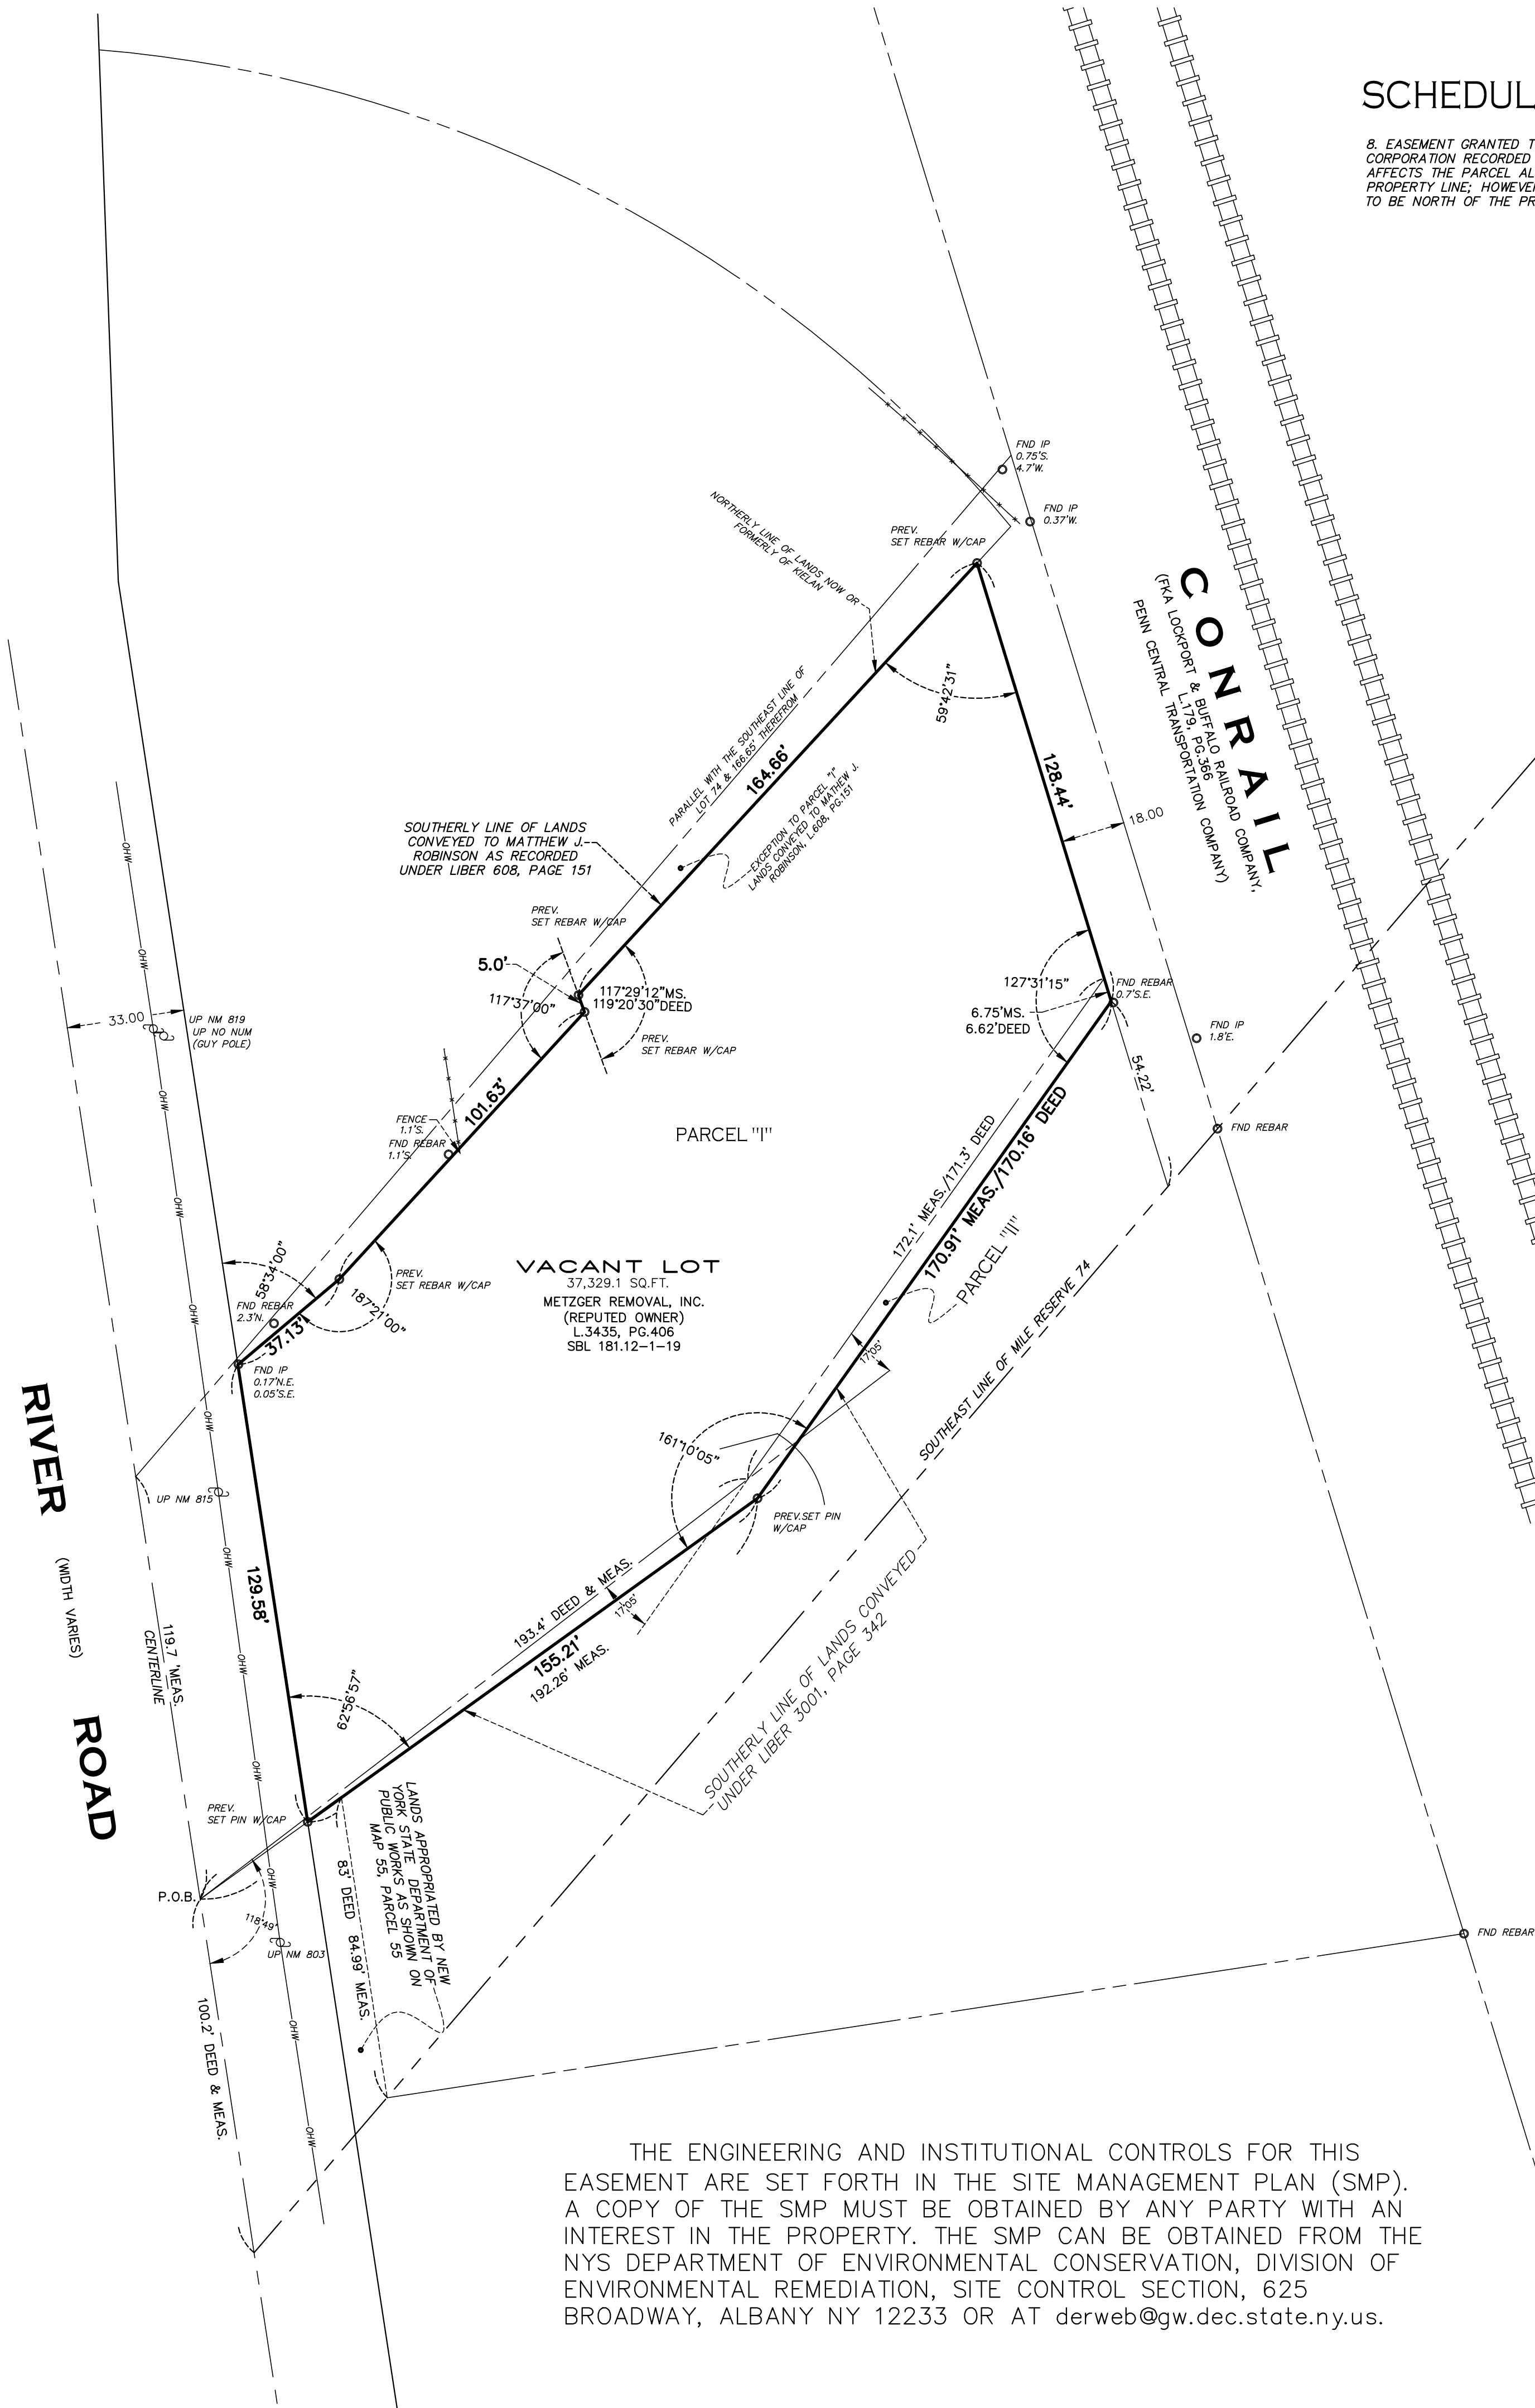 SCHEDUL
8. EASEMENT GRANTED T
CORPORATION RECORDED
AFFECTS THE PARCEL AL
PROPERTY LINE; HOWEVE
TO BE NORTH OF THE PR
FND IP
0.75'S.
4.7'W.
FND IP
0.37'W.
PREV.
SET REBAR W/CAP
NORTHERLY LINE OF LANDS NOW OR
FORMERLY OF KIELAN
CONRAIL
(FKA LOCKPORT & BUFFALO RAILROAD COMPANY,
L.179, PG.366
PENN CENTRAL TRANSPORTATION COMPANY)
59°42'31"
128.44'
18.00
PARALLEL WITH THE SOUTHEAST LINE OF
LOT 74 & 166.65' THEREFROM
164.66'
EXCEPTION TO PARCEL "I"
LANDS CONVEYED TO MATHEW J.
ROBINSON, L.608, PG.151
SOUTHERLY LINE OF LANDS
CONVEYED TO MATTHEW J.
ROBINSON AS RECORDED
UNDER LIBER 608, PAGE 151
PREV.
SET REBAR W/CAP
5.0'
117°37'00"
117°29'12"MS.
119°20'30"DEED
PREV.
SET REBAR W/CAP
127°31'15"
FND REBAR
0.7'S.E.
6.75'MS.
6.62'DEED
FND IP
1.8'E.
54.22'
FND REBAR
OHW
33.00
UP NM 819
UP NO NUM
(GUY POLE)
OHW
OHW
OHW
FENCE
1.1'S.
FND REBAR
1.1'S.
101.63'
PARCEL "I"
172.1' MEAS./171.3' DEED
170.91' MEAS./170.16' DEED
PARCEL "II"
58°34'00"
PREV.
SET REBAR W/CAP
187°21'00"
FND REBAR
2.3'N.
37.13'
FND IP
0.17'N.E.
0.05'S.E.
VACANT LOT
37,329.1 SQ.FT.
METZGER REMOVAL, INC.
(REPUTED OWNER)
L.3435, PG.406
SBL 181.12-1-19
17.05'
SOUTHEAST LINE OF MILE RESERVE 74
OHW
OHW
161°10'05"
PREV.SET PIN
W/CAP
OHW
UP NM 815
OHW
RIVER
(WIDTH VARIES)
ROAD
129.58'
119.7 'MEAS.
CENTERLINE
193.4' DEED & MEAS.
17.05'
155.21'
192.26' MEAS.
62°56'57"
SOUTHERLY LINE OF LANDS CONVEYED
UNDER LIBER 3001, PAGE 342
OHW
OHW
PREV.
SET PIN W/CAP
LANDS APPROPRIATED BY NEW
YORK STATE DEPARTMENT OF
PUBLIC WORKS AS SHOWN ON
MAP 55, PARCEL 55
83' DEED 84.99' MEAS.
P.O.B.
118°49'
UP NM 803
OHW
FND REBAR
100.2' DEED & MEAS.
OHW
OHW
THE ENGINEERING AND INSTITUTIONAL CONTROLS FOR THIS
EASEMENT ARE SET FORTH IN THE SITE MANAGEMENT PLAN (SMP).
A COPY OF THE SMP MUST BE OBTAINED BY ANY PARTY WITH AN
INTEREST IN THE PROPERTY. THE SMP CAN BE OBTAINED FROM THE
NYS DEPARTMENT OF ENVIRONMENTAL CONSERVATION, DIVISION OF
ENVIRONMENTAL REMEDIATION, SITE CONTROL SECTION, 625
BROADWAY, ALBANY NY 12233 OR AT derweb@gw.dec.state.ny.us.